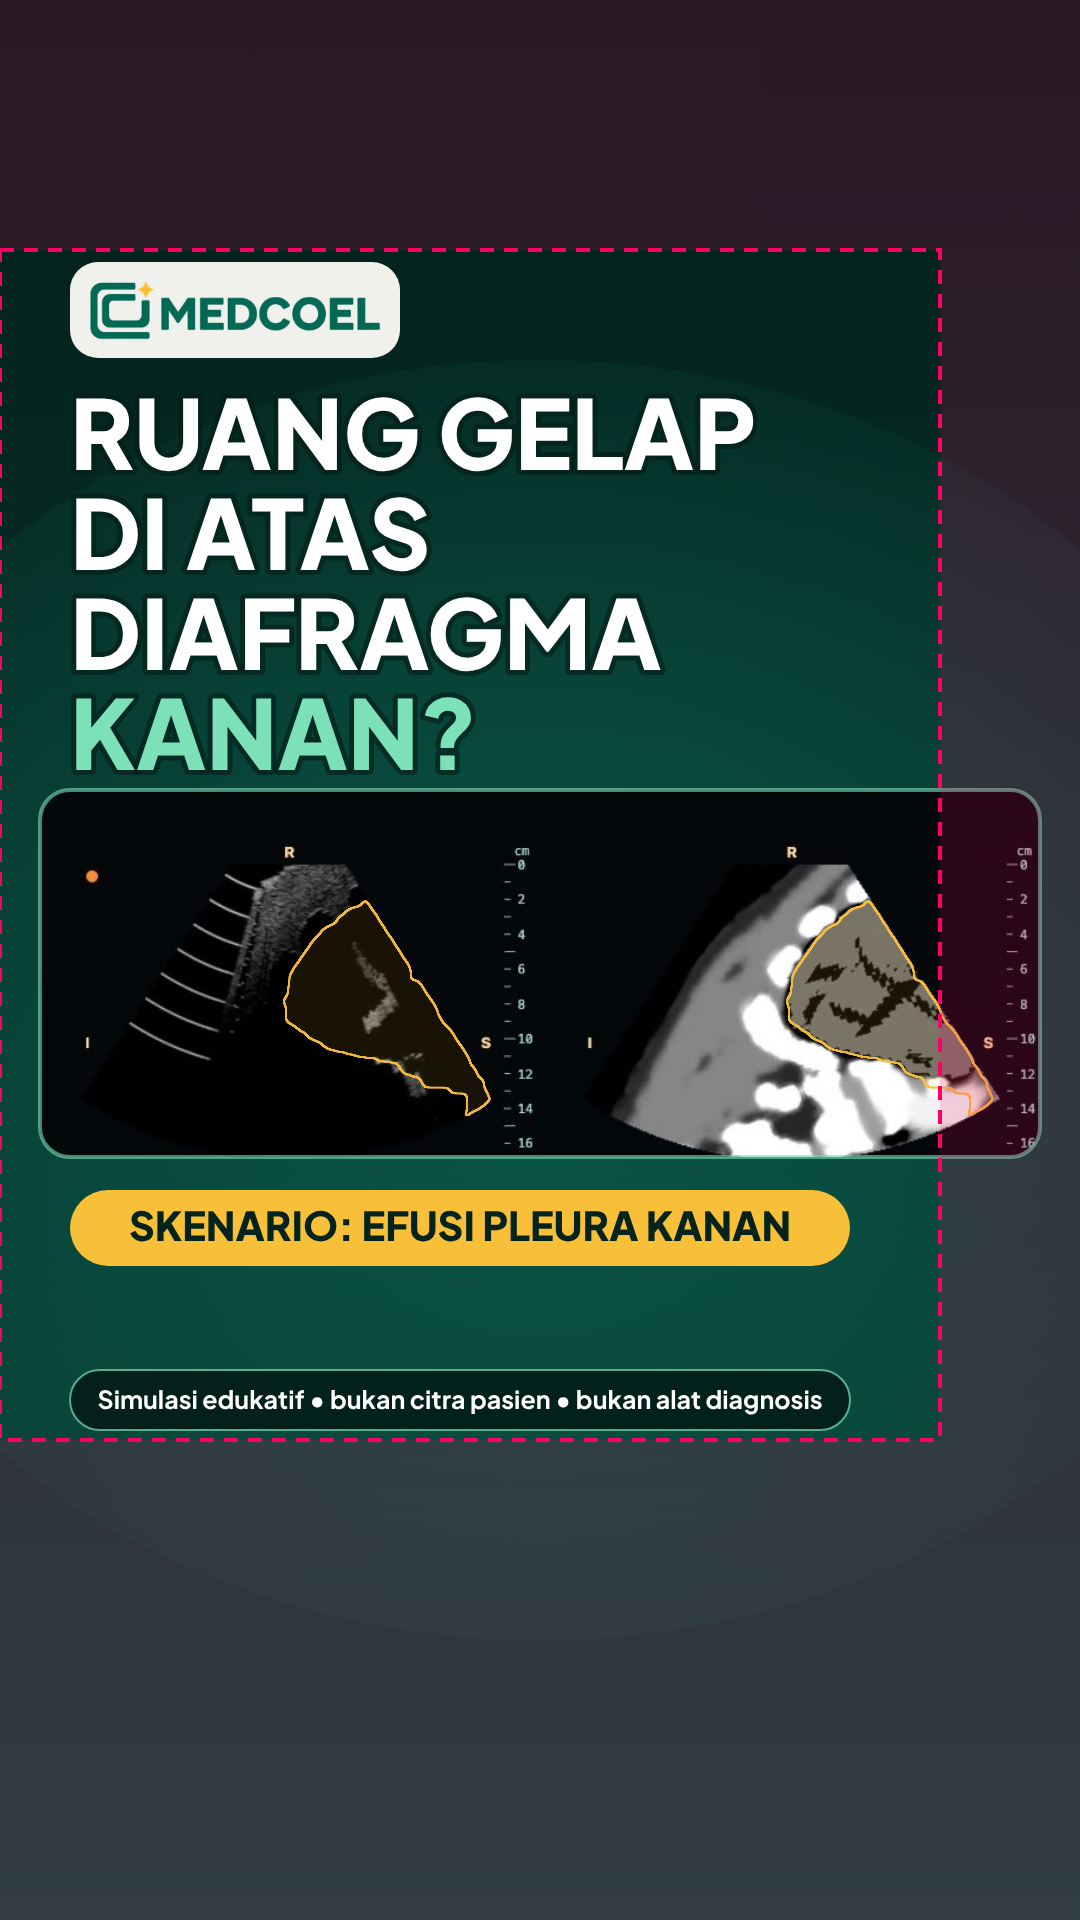 MEDCOEL
RUANG GELAP
DI ATAS
DIAFRAGMA
KANAN?
R
cm
0
2
4
6
8
10
12
14
16
I
S
R
cm
0
2
4
6
8
10
12
14
16
I
S
SKENARIO: EFUSI PLEURA KANAN
Simulasi edukatif • bukan citra pasien • bukan alat diagnosis